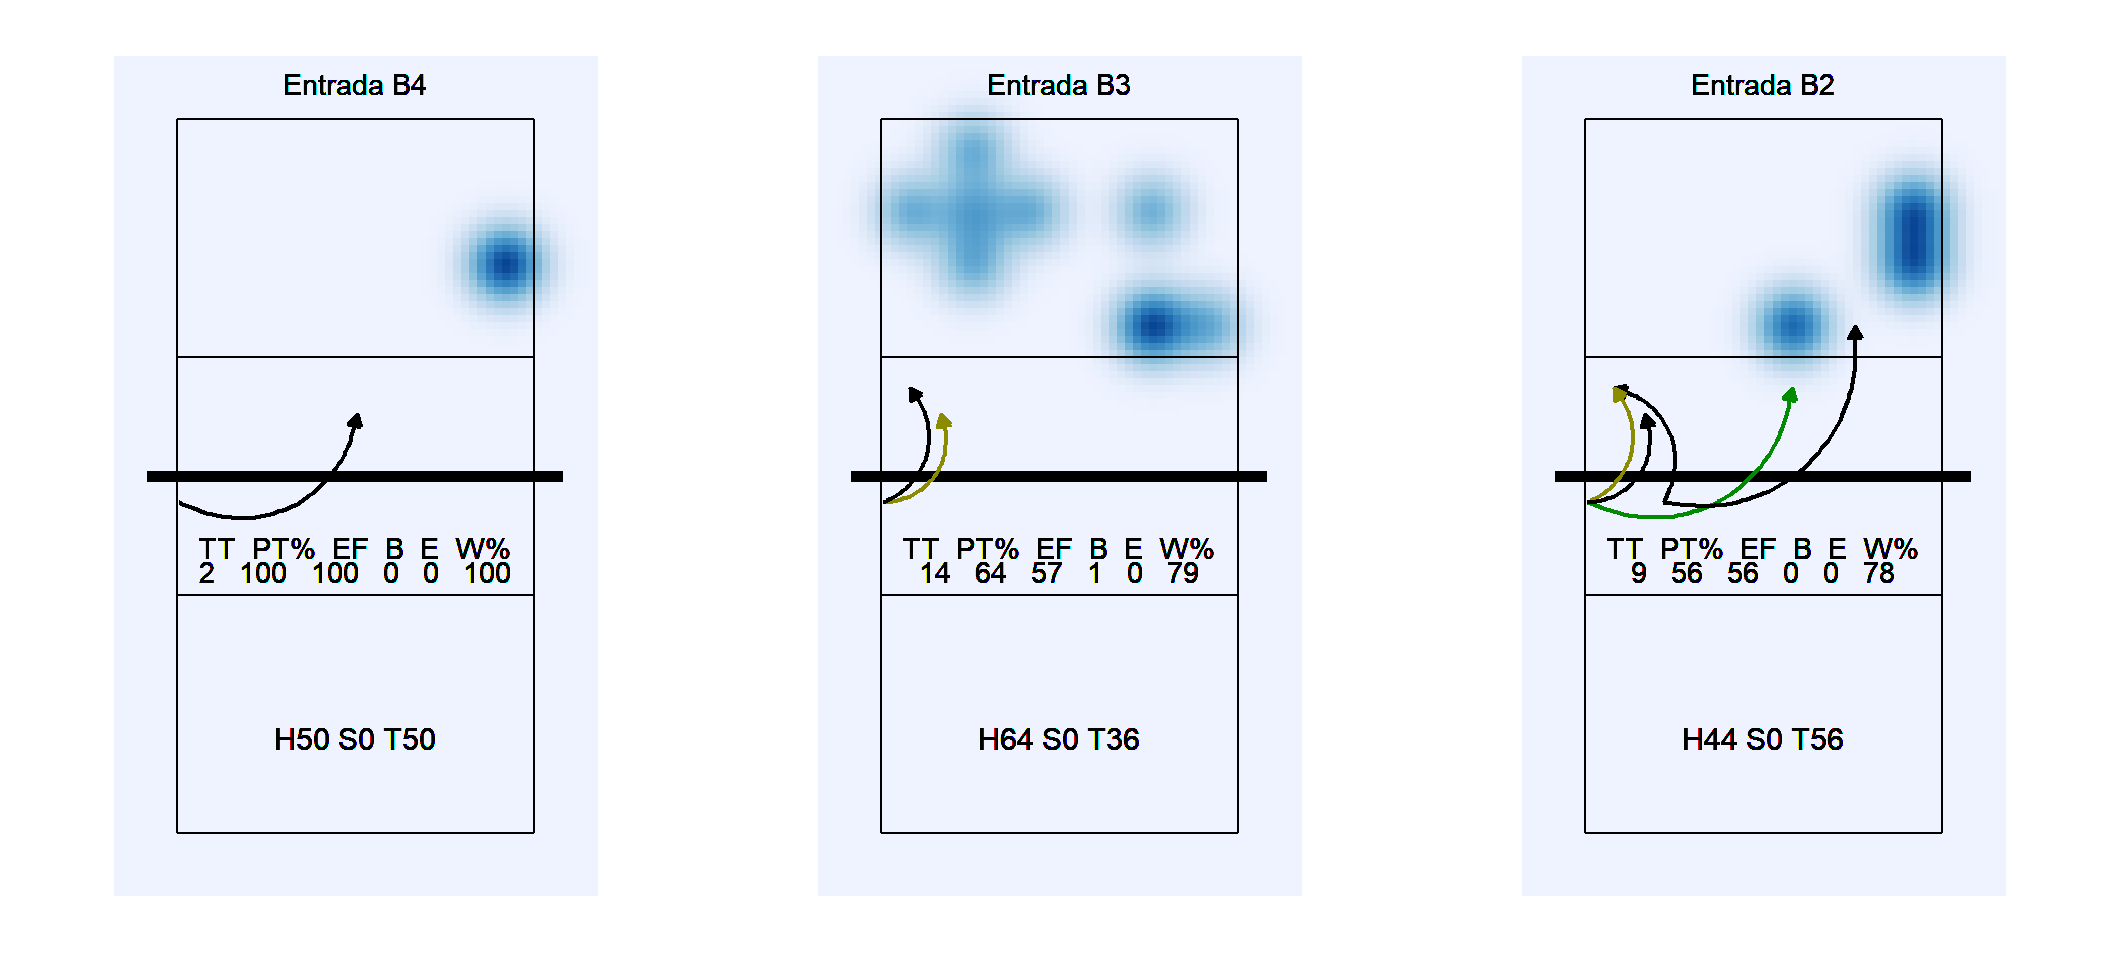 Entrada B4
TT PT% EF B E W%
2 100 100 0 0 100
H50 S0 T50
Entrada B3
TT PT% EF B E W%
14 64 57 1 0 79
H64 S0 T36
Entrada B2
TT PT% EF B E W%
9 56 56 0 0 78
H44 S0 T56